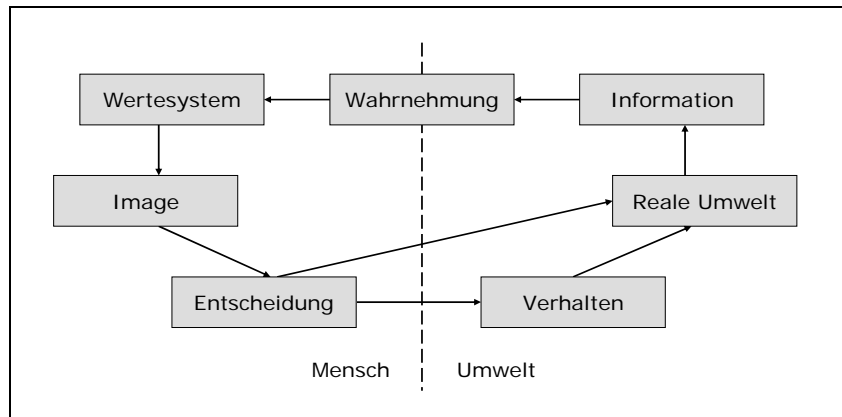 Wertesystem
Wahrnehmung
Information
Image
Reale Umwelt
Entscheidung
Verhalten
Mensch
Umwelt